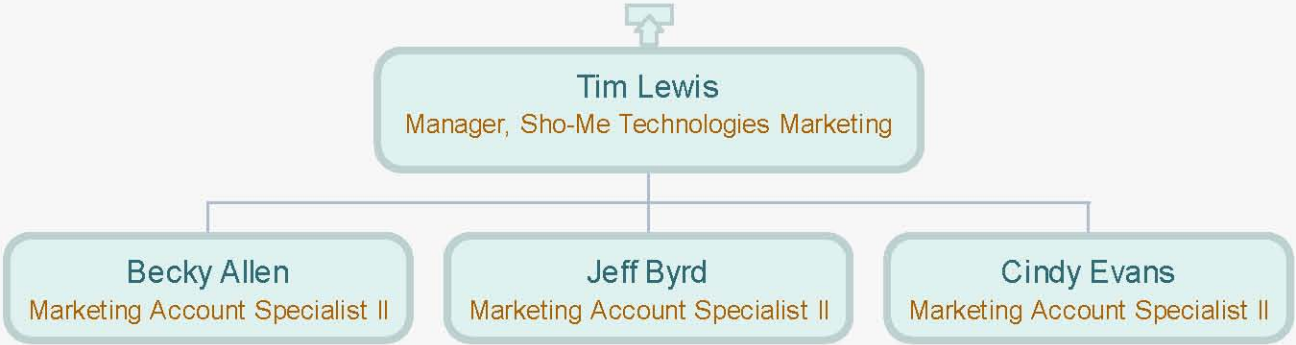 Tim Lewis
Manager, Sho-Me Technologies Marketing
Becky Allen
Marketing Account Specialist II
Jeff Byrd
Marketing Account Specialist II
Cindy Evans
Marketing Account Specialist II